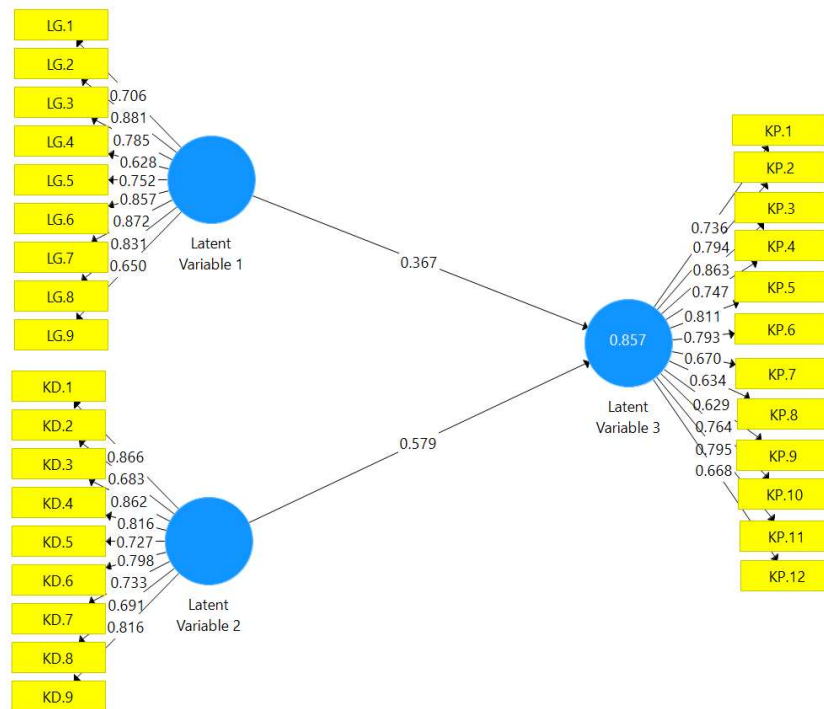 LG.1
LG.2
LG.3
LG.4
LG.5
LG.6
LG.7
LG.8
LG.9
0.706
0.881
0.785
0.628
0.752
0.857
0.872
0.831
0.650
Latent
Variable 1
0.367
KD.1
KD.2
KD.3
KD.4
KD.5
KD.6
KD.7
KD.8
KD.9
0.866
0.683
0.862
0.816
0.727
0.798
0.733
0.691
0.816
Latent
Variable 2
0.579
0.857
Latent
Variable 3
0.736
0.794
0.863
0.747
0.811
0.793
0.670
0.634
0.629
0.764
0.795
0.668
KP.1
KP.2
KP.3
KP.4
KP.5
KP.6
KP.7
KP.8
KP.9
KP.10
KP.11
KP.12